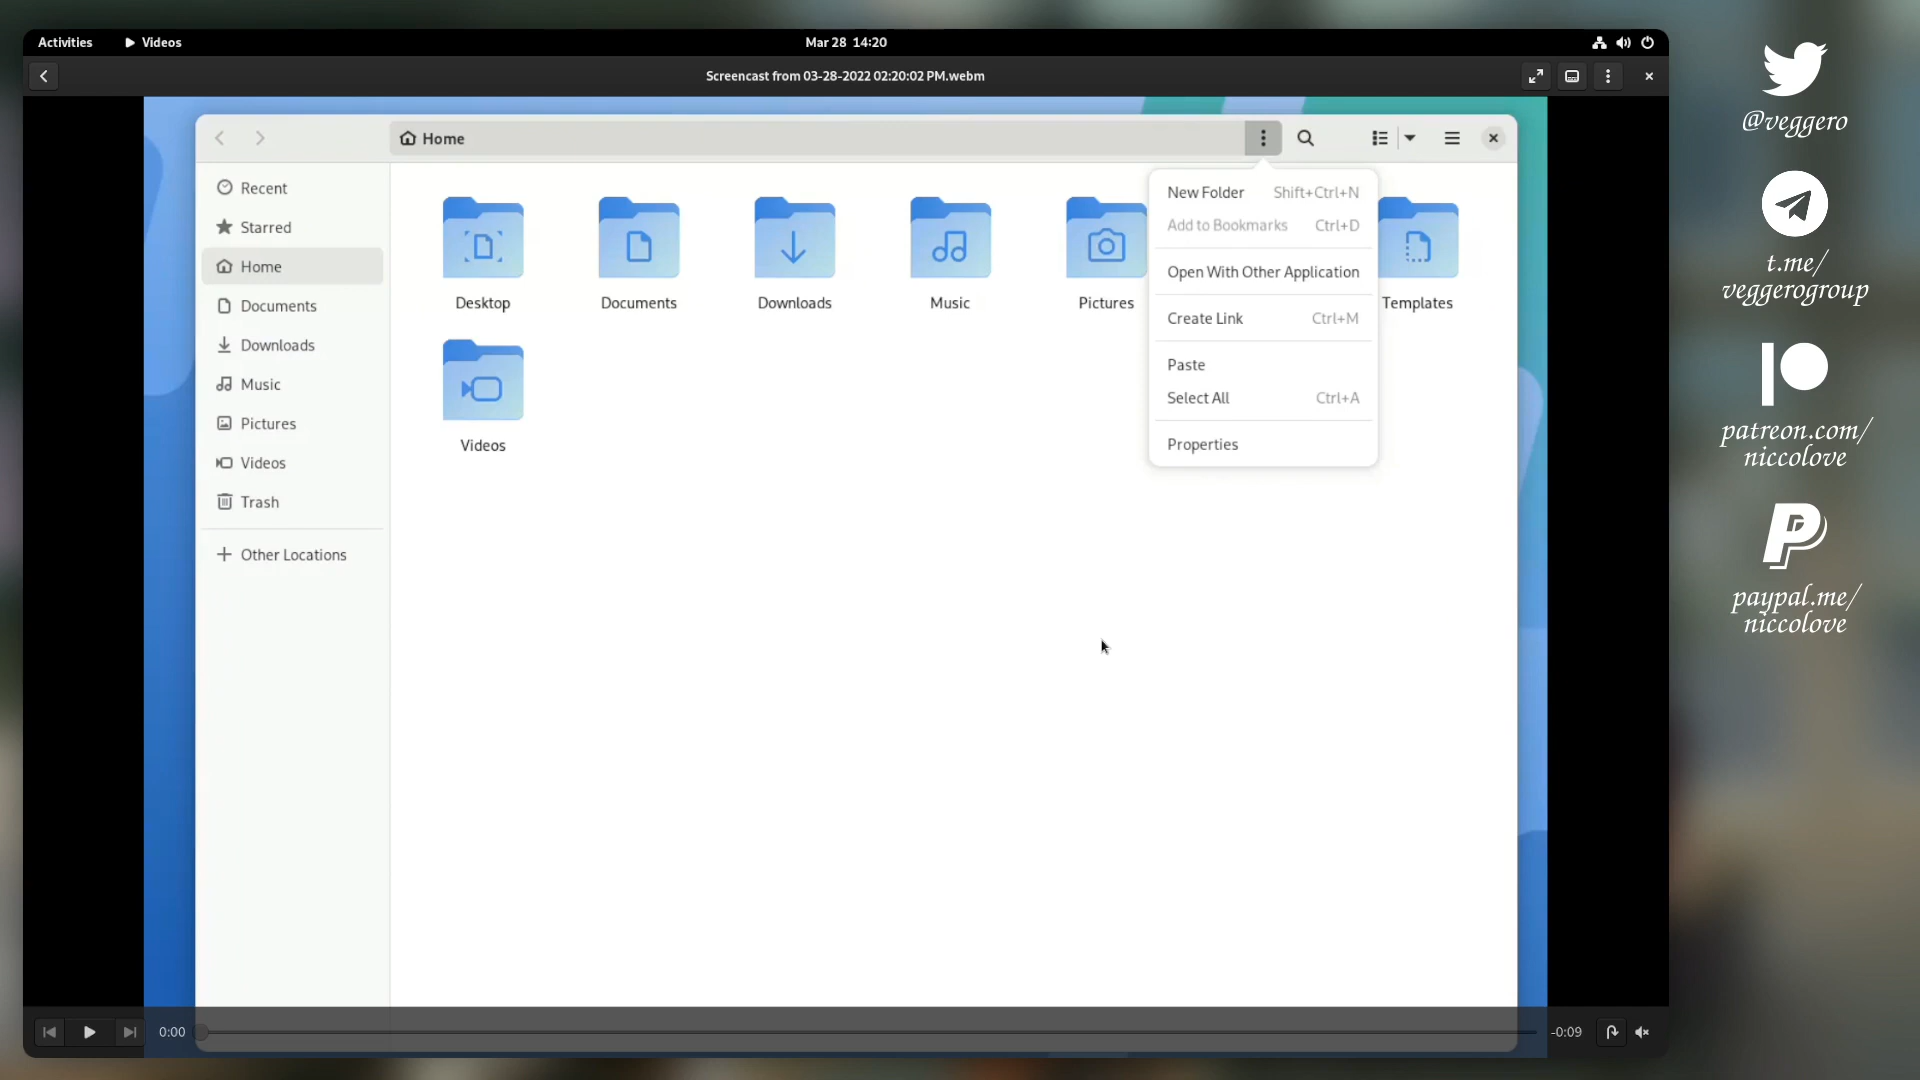 Activities
Videos
Mar 28 14:20
Screencast from 03-28-2022 02:20:02 PM.webm
Home
Recent
Starred
Home
Documents
Downloads
Music
Pictures
Videos
Trash
Other Locations
Desktop
Documents
Downloads
Music
Pictures
Templates
Videos
New Folder Shift+Ctrl+N
Add to Bookmarks Ctrl+D
Open With Other Application
Create Link Ctrl+M
Paste
Select All Ctrl+A
Properties
0:00
-0:09
@veggero
t.me/
veggerogroup
patreon.com/
niccolove
paypal.me/
niccolove